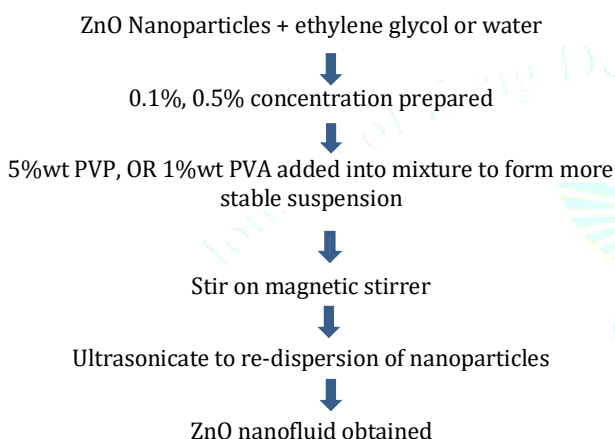 ZnO Nanoparticles + ethylene glycol or water
0.1%, 0.5% concentration prepared
5%wt PVP, OR 1%wt PVA added into mixture to form more
stable suspension
Stir on magnetic stirrer
Ultrasonicate to re-dispersion of nanoparticles
ZnO nanofluid obtained